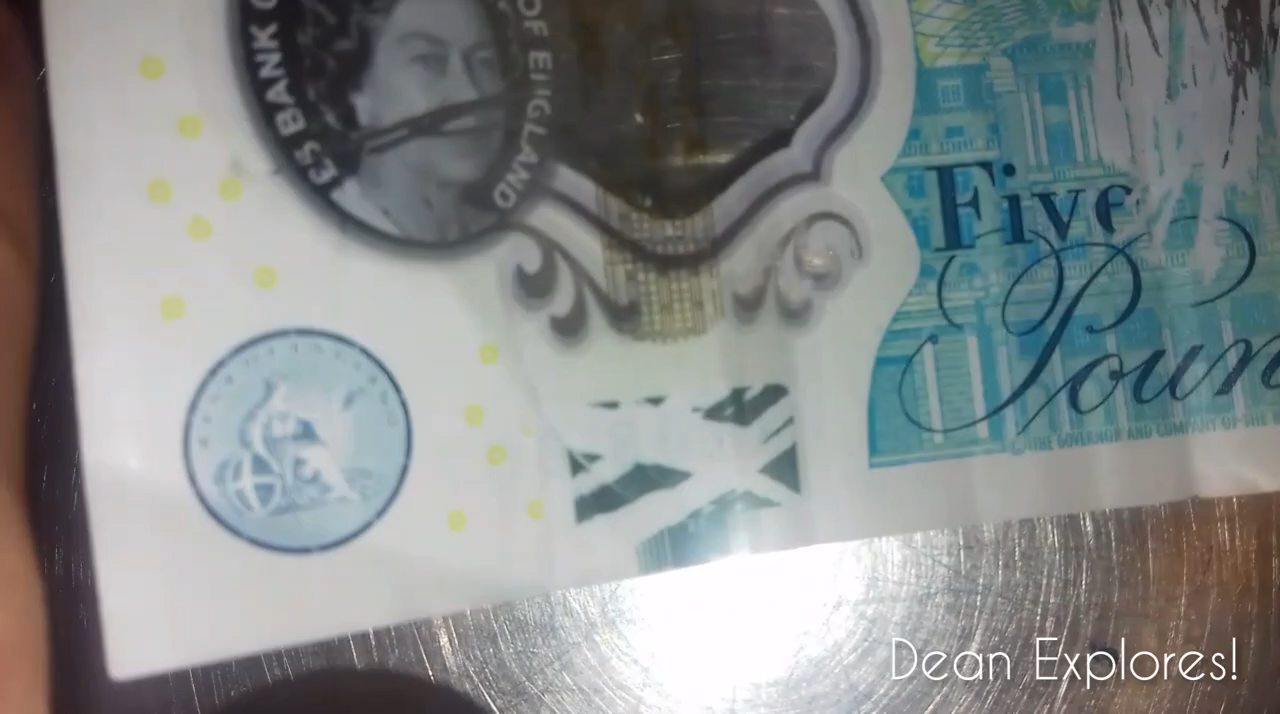 £5 BANK OF ENGLAND
Five
Poun
THE GOVERNOR AND COMPANY OF THE
Dean Explores!